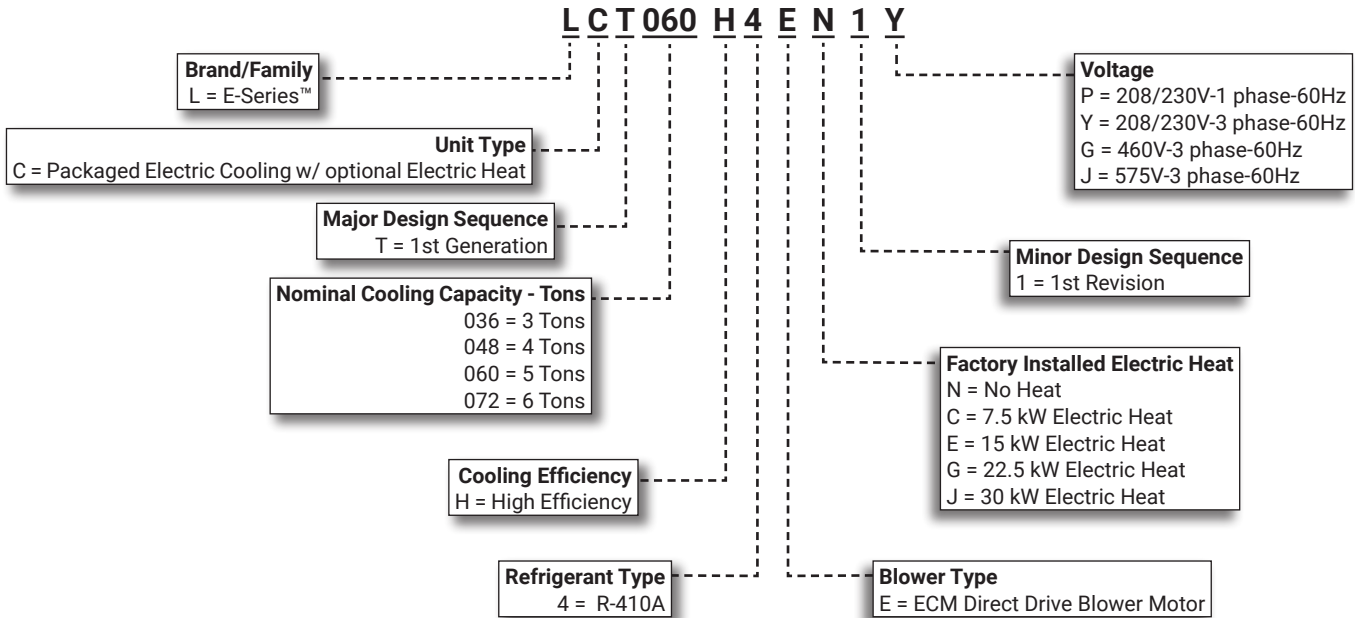 L C T 060 H 4 E N 1 Y
Brand/Family
L = E-Series™
Unit Type
C = Packaged Electric Cooling w/ optional Electric Heat
Major Design Sequence
T = 1st Generation
Nominal Cooling Capacity - Tons
036 = 3 Tons
048 = 4 Tons
060 = 5 Tons
072 = 6 Tons
Cooling Efficiency
H = High Efficiency
Refrigerant Type
4 = R-410A
Voltage
P = 208/230V-1 phase-60Hz
Y = 208/230V-3 phase-60Hz
G = 460V-3 phase-60Hz
J = 575V-3 phase-60Hz
Minor Design Sequence
1 = 1st Revision
Factory Installed Electric Heat
N = No Heat
C = 7.5 kW Electric Heat
E = 15 kW Electric Heat
G = 22.5 kW Electric Heat
J = 30 kW Electric Heat
Blower Type
E = ECM Direct Drive Blower Motor